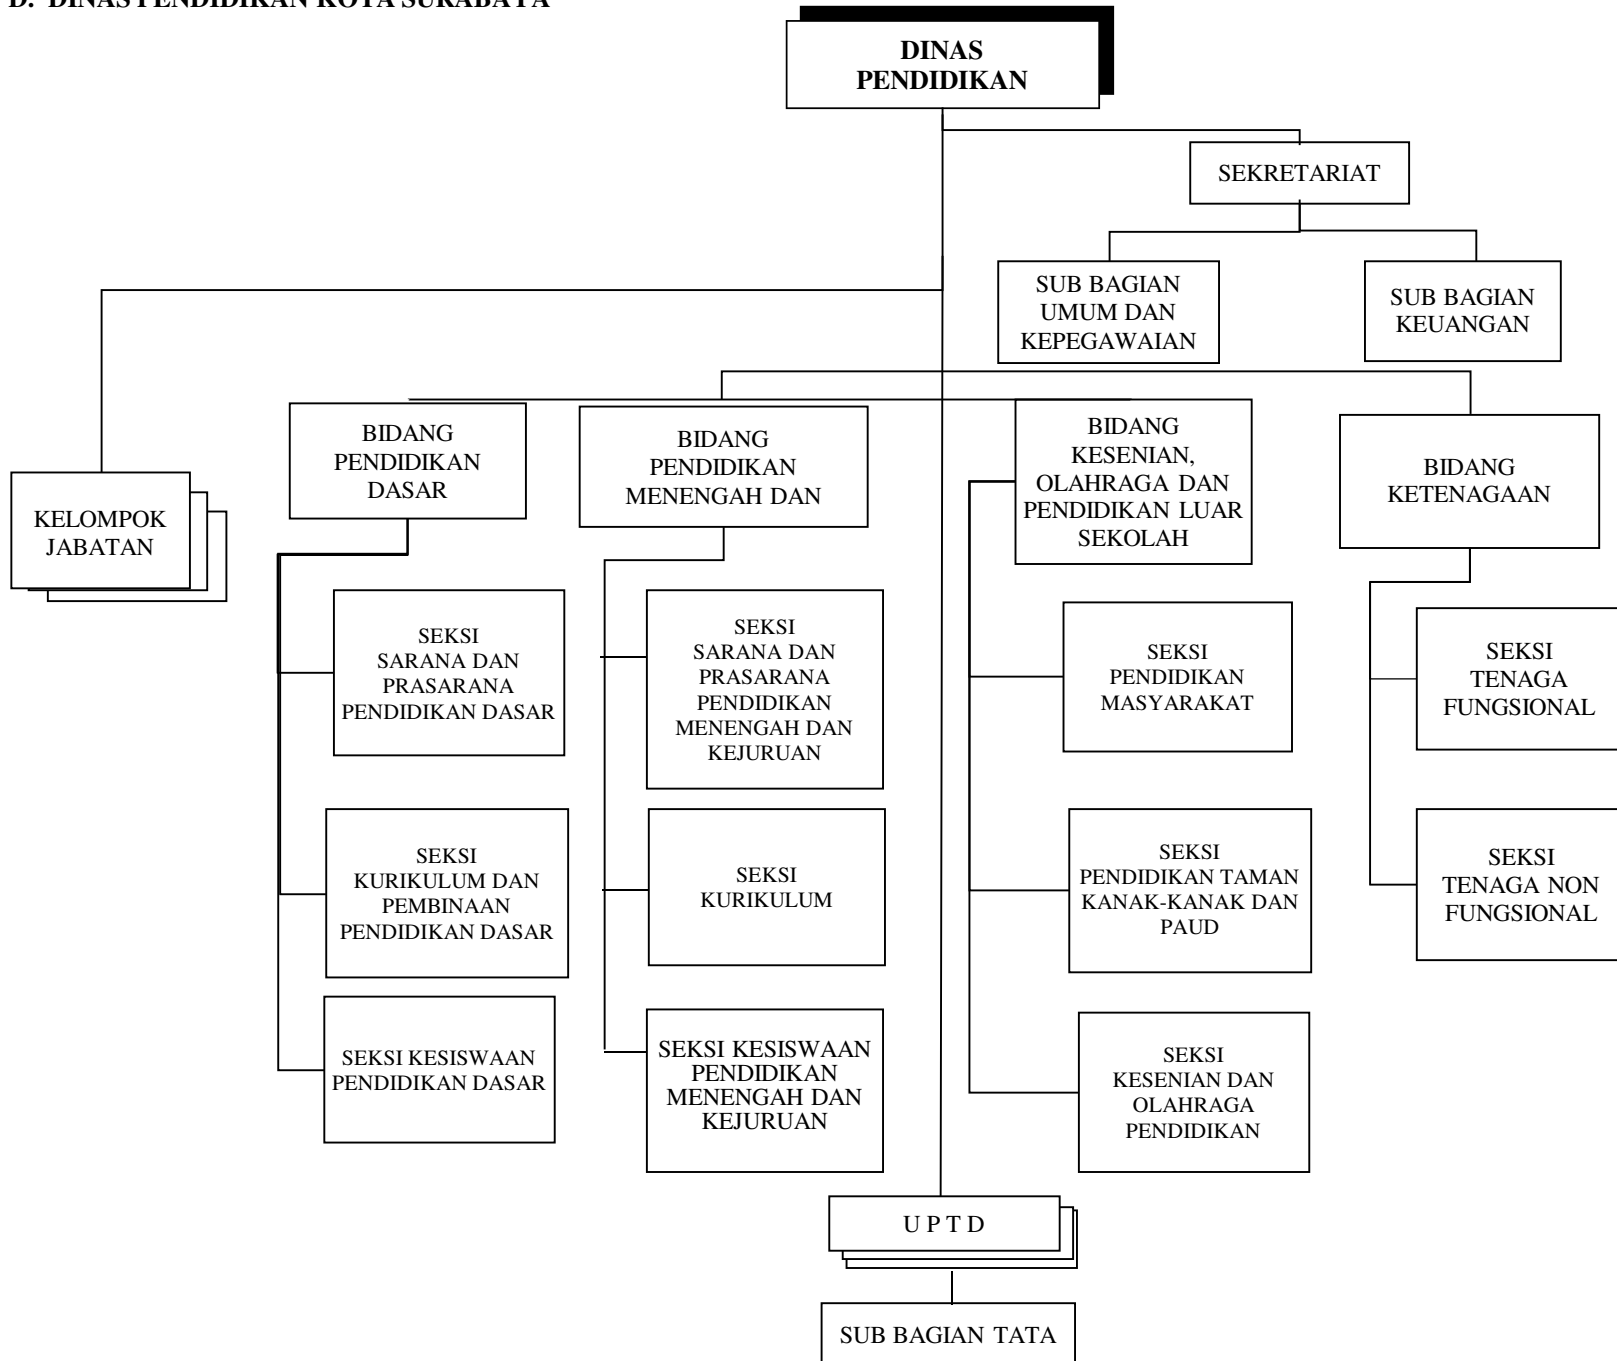 D. DINAS PENDIDIKAN KOTA SURABAYA
DINAS
PENDIDIKAN
SEKRETARIAT
SUB BAGIAN
UMUM DAN
KEPEGAWAIAN
SUB BAGIAN
KEUANGAN
KELOMPOK
JABATAN
BIDANG
PENDIDIKAN
DASAR
BIDANG
PENDIDIKAN
MENENGAH DAN
BIDANG
KESENIAN,
OLAHRAGA DAN
PENDIDIKAN LUAR
SEKOLAH
BIDANG
KETENAGAAN
SEKSI
SARANA DAN
PRASARANA
PENDIDIKAN DASAR
SEKSI
SARANA DAN
PRASARANA
PENDIDIKAN
MENENGAH DAN
KEJURUAN
SEKSI
PENDIDIKAN
MASYARAKAT
SEKSI
TENAGA
FUNGSIONAL
SEKSI
KURIKULUM DAN
PEMBINAAN
PENDIDIKAN DASAR
SEKSI
KURIKULUM
SEKSI
PENDIDIKAN TAMAN
KANAK-KANAK DAN
PAUD
SEKSI
TENAGA NON
FUNGSIONAL
SEKSI KESISWAAN
PENDIDIKAN DASAR
SEKSI KESISWAAN
PENDIDIKAN
MENENGAH DAN
KEJURUAN
SEKSI
KESENIAN DAN
OLAHRAGA
PENDIDIKAN
U P T D
SUB BAGIAN TATA